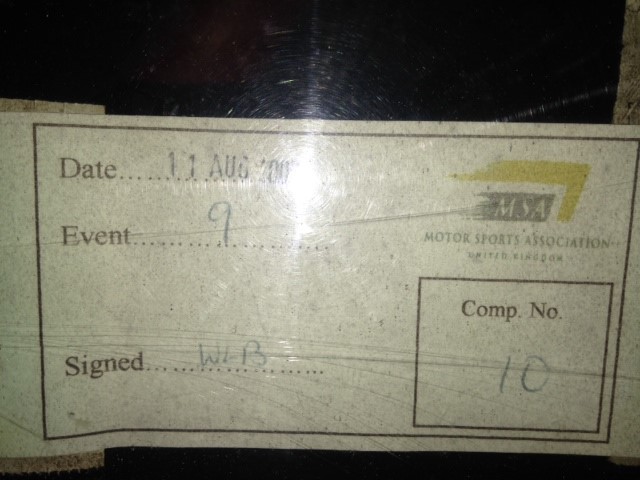 Date......11 AUG
Event......9......
Signed...WLB......
MSA
MOTOR SPORTS ASSOCIATION
UNITED KINGDOM
Comp. No.
10